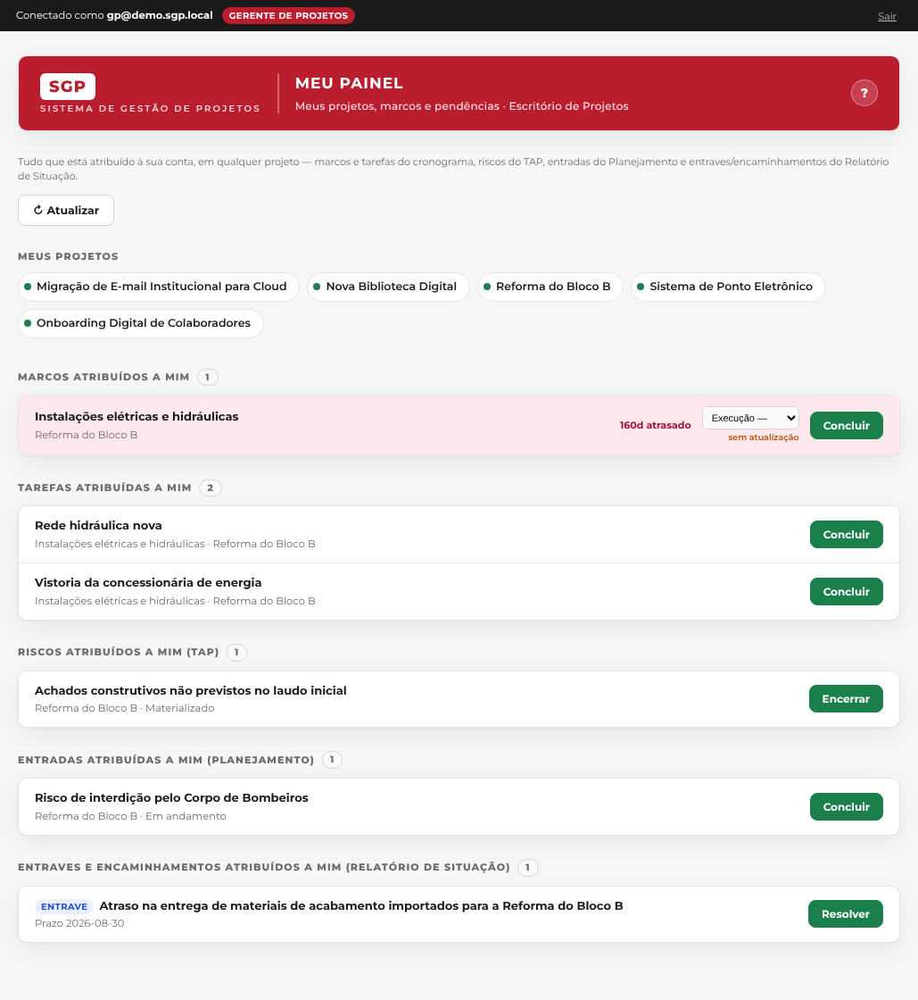 Conectado como gp@demo.sgp.local GERENTE DE PROJETOS Sair
SGP
SISTEMA DE GESTÃO DE PROJETOS
MEU PAINEL
Meus projetos, marcos e pendências · Escritório de Projetos
?
Tudo que está atribuído à sua conta, em qualquer projeto — marcos e tarefas do cronograma, riscos do TAP, entradas do Planejamento e entraves/encaminhamentos do Relatório
de Situação.
↻ Atualizar
MEUS PROJETOS
Migração de E-mail Institucional para Cloud Nova Biblioteca Digital Reforma do Bloco B Sistema de Ponto Eletrônico
Onboarding Digital de Colaboradores
MARCOS ATRIBUÍDOS A MIM 1
Instalações elétricas e hidráulicas
Reforma do Bloco B
160d atrasado Execução — Concluir
sem atualização
TAREFAS ATRIBUÍDAS A MIM 2
Rede hidráulica nova
Instalações elétricas e hidráulicas · Reforma do Bloco B
Concluir
Vistoria da concessionária de energia
Instalações elétricas e hidráulicas · Reforma do Bloco B
Concluir
RISCOS ATRIBUÍDOS A MIM (TAP) 1
Achados construtivos não previstos no laudo inicial
Reforma do Bloco B · Materializado
Encerrar
ENTRADAS ATRIBUÍDAS A MIM (PLANEJAMENTO) 1
Risco de interdição pelo Corpo de Bombeiros
Reforma do Bloco B · Em andamento
Concluir
ENTRAVES E ENCAMINHAMENTOS ATRIBUÍDOS A MIM (RELATÓRIO DE SITUAÇÃO) 1
ENTRAVE Atraso na entrega de materiais de acabamento importados para a Reforma do Bloco B
Prazo 2026-08-30
Resolver